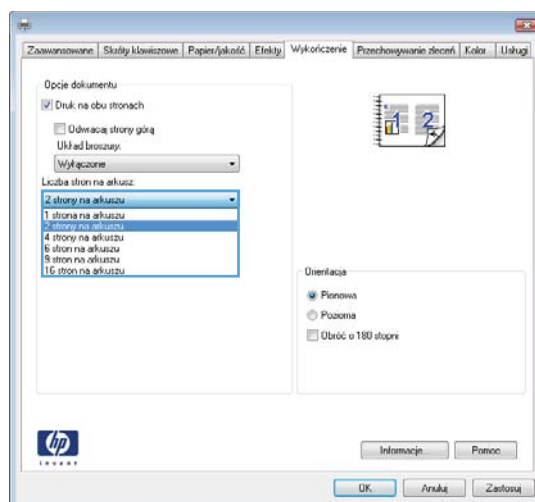 Zaawansowane Skróty klawiszowe Papier/jakość Efekty Wykończenie Przechowywanie zleceń Kolor Usługi
Opcje dokumentu
Druk na obu stronach
Odwracaj strony górą
Układ broszury:
Wyłączone
Liczba stron na arkusz:
2 strony na arkuszu
1 strona na arkuszu
2 strony na arkuszu
4 strony na arkuszu
6 stron na arkuszu
9 stron na arkuszu
16 stron na arkuszu
1 2
Orientacja
Pionowa
Pozioma
Obróć o 180 stopni
hp
invent
Informacje... Pomoc
OK Anuluj Zastosuj